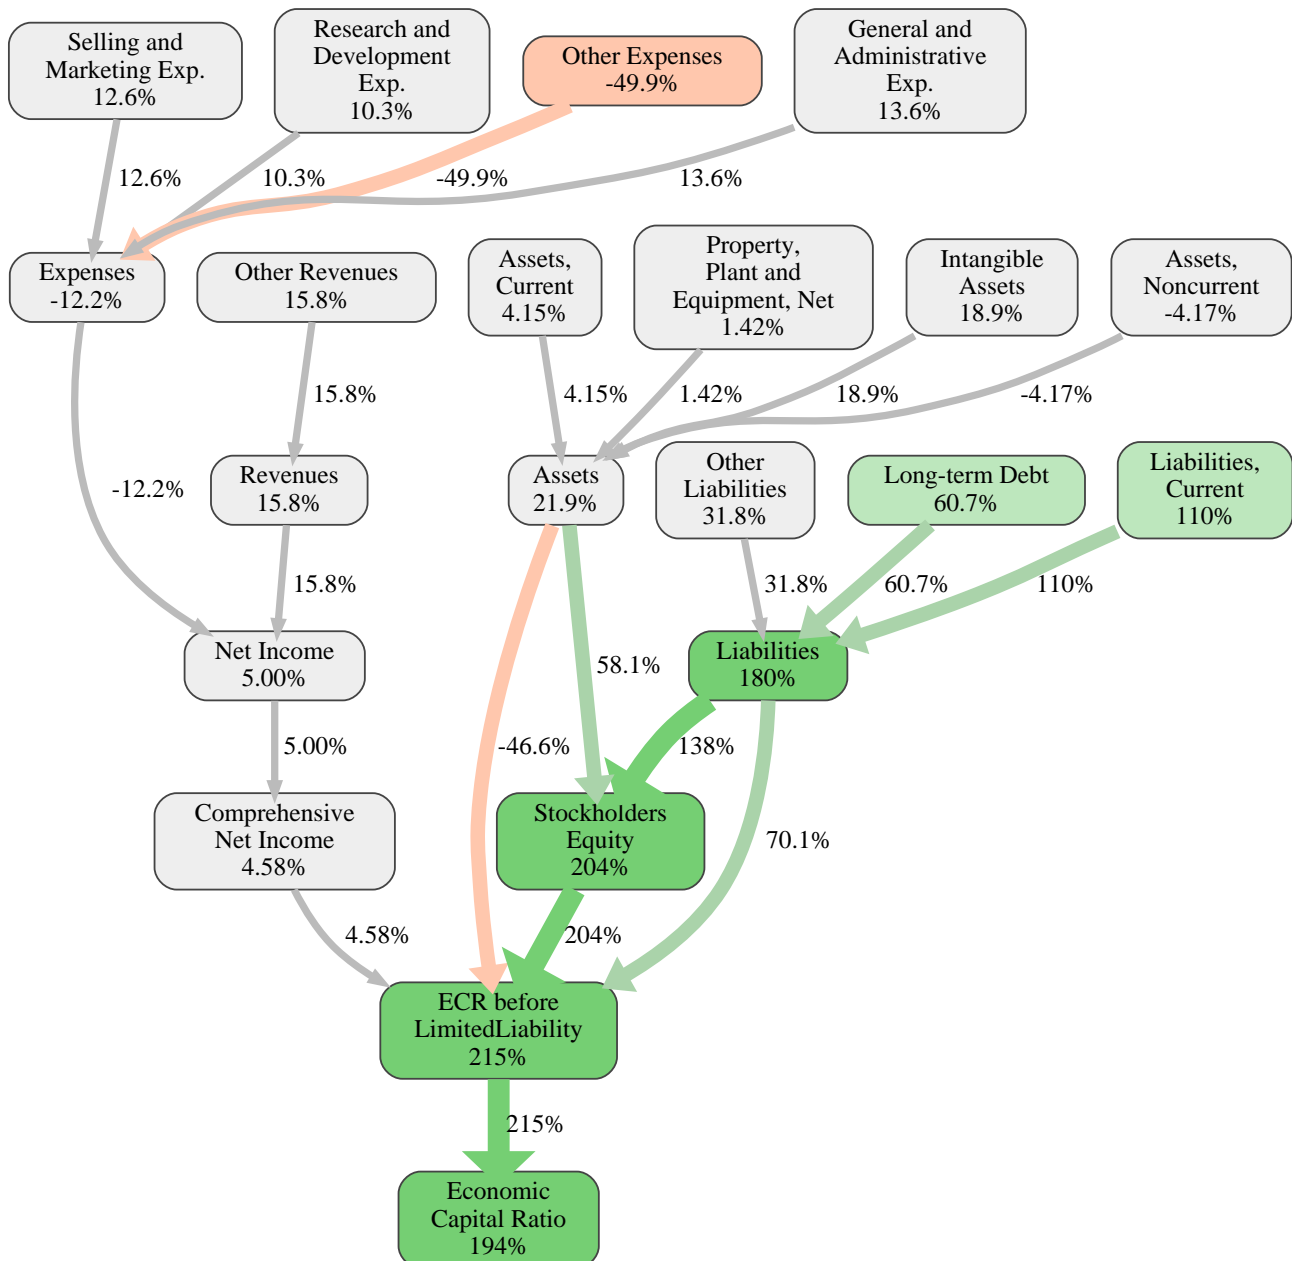 Selling and
Marketing Exp.
12.6%
Research and
Development
Exp.
10.3%
Other Expenses
-49.9%
General and
Administrative
Exp.
13.6%
12.6%
10.3%
-49.9%
13.6%
Expenses
-12.2%
Other Revenues
15.8%
Assets,
Current
4.15%
Property,
Plant and
Equipment, Net
1.42%
Intangible
Assets
18.9%
Assets,
Noncurrent
-4.17%
15.8%
4.15%
1.42%
18.9%
-4.17%
-12.2%
Revenues
15.8%
Assets
21.9%
Other
Liabilities
31.8%
Long-term Debt
60.7%
Liabilities,
Current
110%
15.8%
31.8%
60.7%
110%
Net Income
5.00%
58.1%
Liabilities
180%
5.00%
-46.6%
138%
Comprehensive
Net Income
4.58%
Stockholders
Equity
204%
70.1%
4.58%
204%
ECR before
LimitedLiability
215%
215%
Economic
Capital Ratio
194%